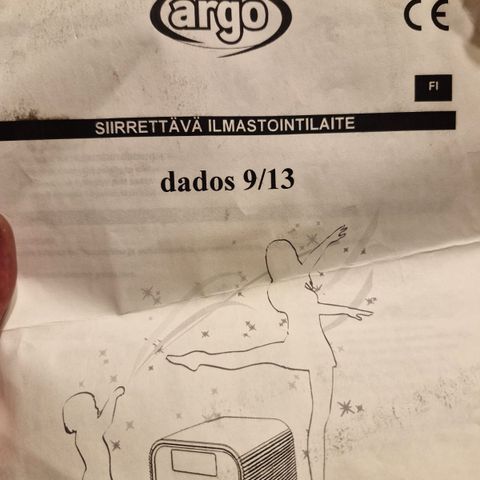 argo
CE
FI
SIIRRETTÄVÄ ILMASTOINTILAITE
dados 9/13